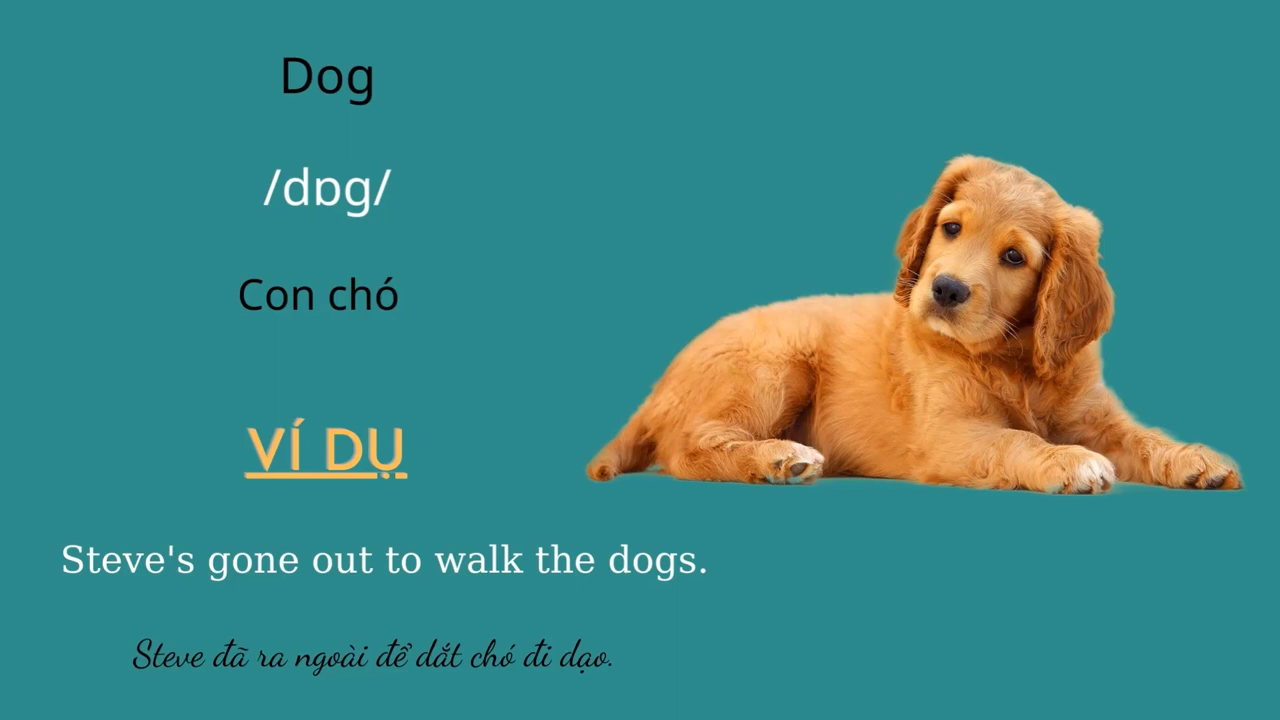 Dog
/dɒg/
Con chó
VÍ DỤ
Steve's gone out to walk the dogs.
Steve đã ra ngoài để dắt chó đi dạo.